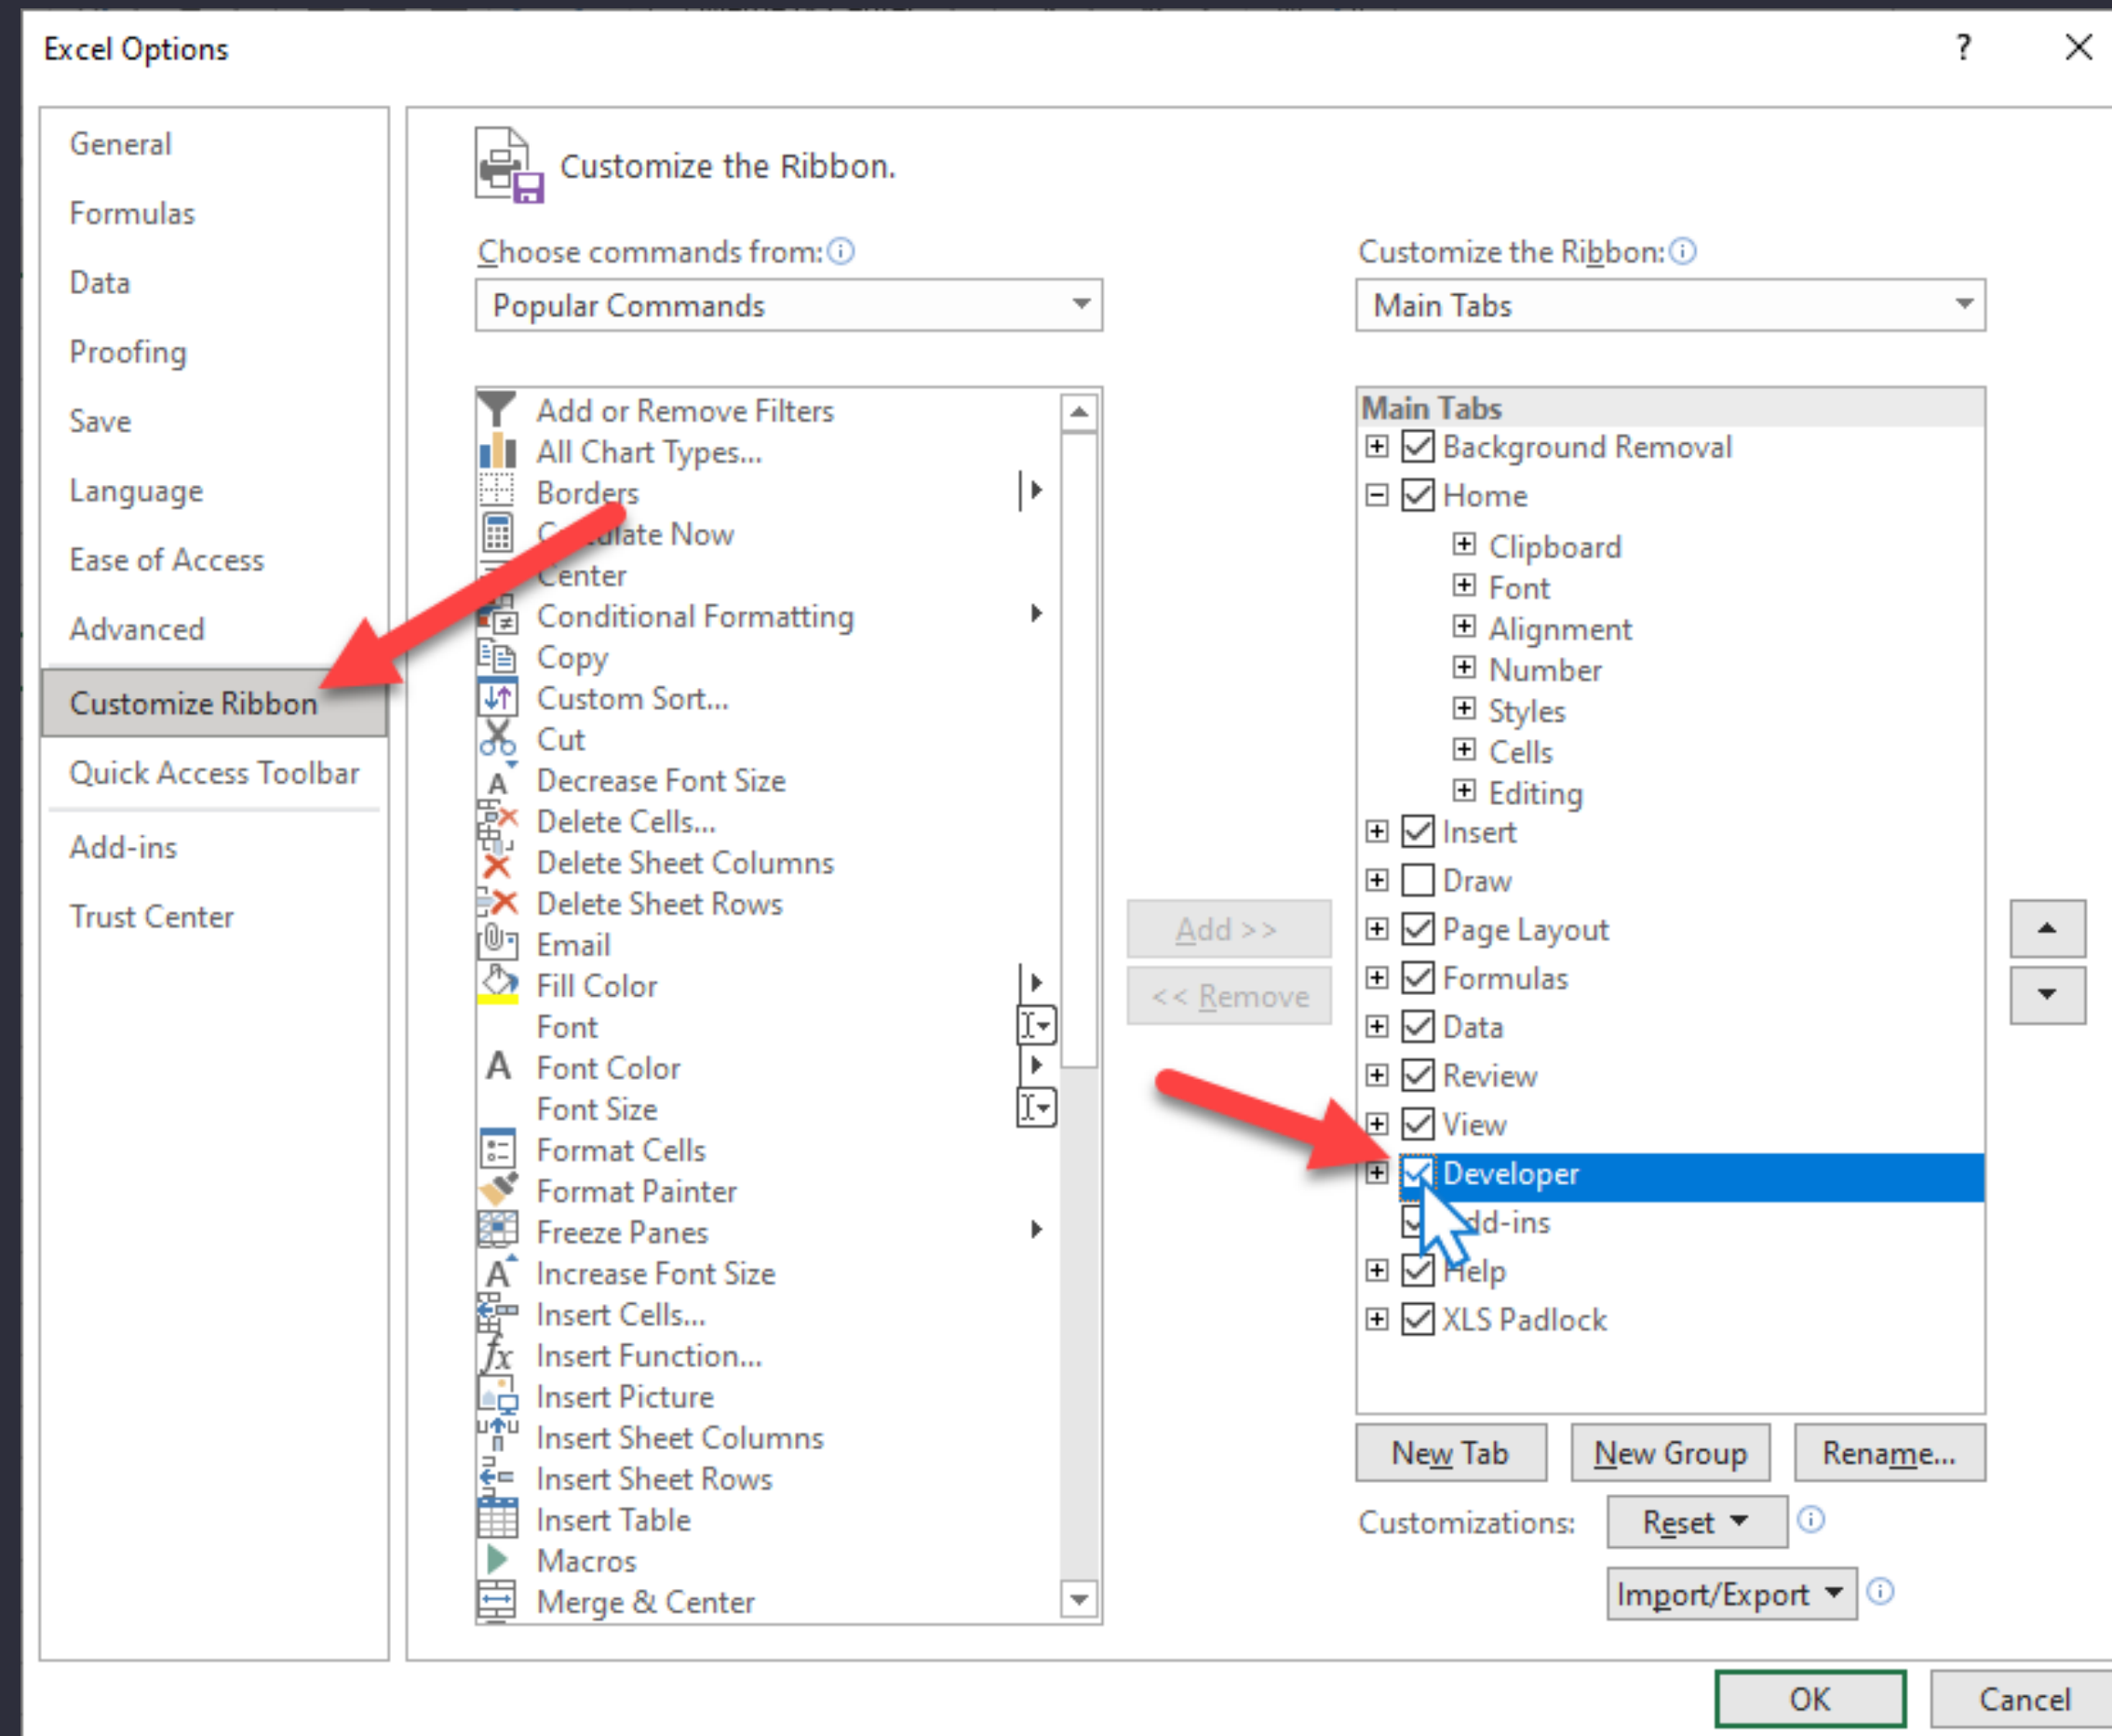 Excel Options
?
General
Formulas
Data
Proofing
Save
Language
Ease of Access
Advanced
Customize Ribbon
Quick Access Toolbar
Add-ins
Trust Center
Customize the Ribbon.
Choose commands from:
Popular Commands
Add or Remove Filters
All Chart Types...
Borders
Now
Center
Conditional Formatting
Copy
Custom Sort...
Cut
Decrease Font Size
Delete Cells...
Delete Sheet Columns
Delete Sheet Rows
Email
Fill Color
Font
Font Color
Font Size
Format Cells
Format Painter
Freeze Panes
Increase Font Size
Insert Cells...
Insert Function...
Insert Picture
Insert Sheet Columns
Insert Sheet Rows
Insert Table
Macros
Merge & Center
Add >>
<< Remove
Customize the Ribbon:
Main Tabs
Main Tabs
Background Removal
Home
Clipboard
Font
Alignment
Number
Styles
Cells
Editing
Insert
Draw
Page Layout
Formulas
Data
Review
View
Developer
Add-ins
Help
XLS Padlock
New Tab
New Group
Rename...
Customizations:
Reset
Import/Export
OK
Cancel